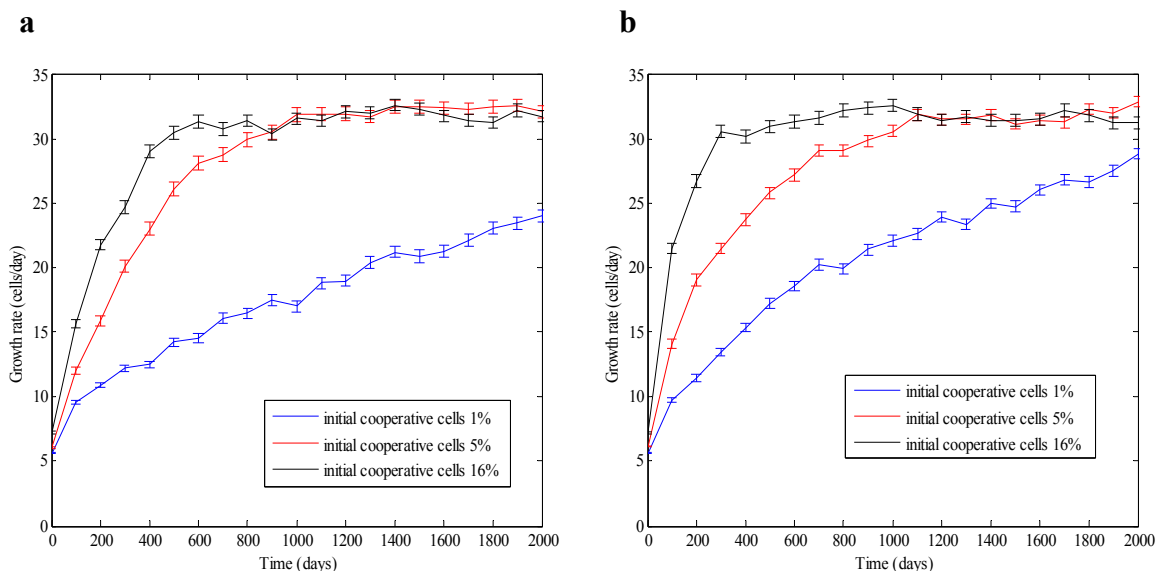 a
35
30
25
20
15
10
5
0
Growth rate (cells/day)
initial cooperative cells 1%
initial cooperative cells 5%
initial cooperative cells 16%
0 200 400 600 800 1000 1200 1400 1600 1800 2000
Time (days)
b
35
30
25
20
15
10
5
0
Growth rate (cells/day)
initial cooperative cells 1%
initial cooperative cells 5%
initial cooperative cells 16%
0 200 400 600 800 1000 1200 1400 1600 1800 2000
Time (days)